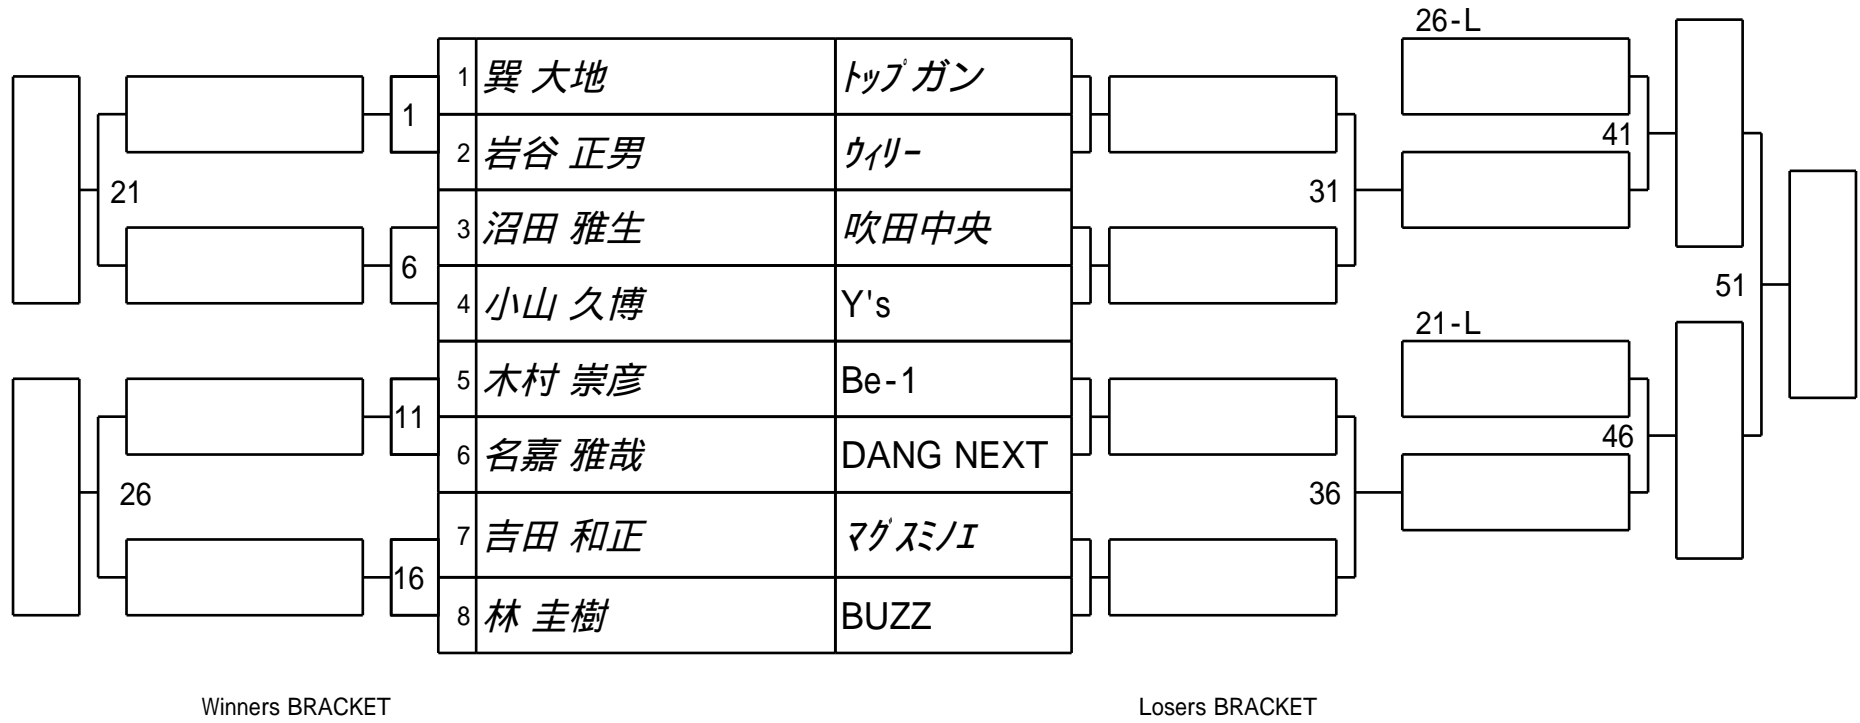 26-L
1 巽 大地 トップガン
1
41
2 岩谷 正男 ウィリー
21
31
3 沼田 雅生 吹田中央
6
4 小山 久博 Y's
51
21-L
5 木村 崇彦 Be-1
11
46
6 名嘉 雅哉 DANG NEXT
26
36
7 吉田 和正 マグスミノエ
16
8 林 圭樹 BUZZ
Winners BRACKET
Losers BRACKET